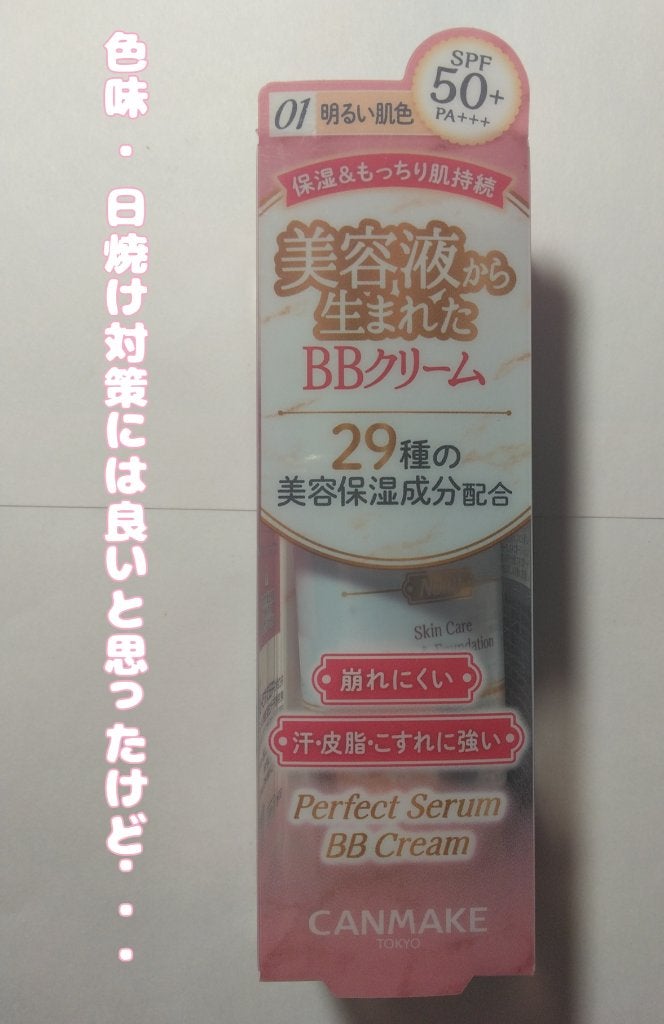 色味・日焼け対策には良いと思ったけど・・・
SPF
50+
PA+++
01 明るい肌色
保湿&もっちり肌持続
美容液から
生まれた
BBクリーム
29種の
美容保湿成分配合
Skin Care
Foundation
崩れにくい
汗・皮脂・こすれに強い
Perfect Serum
BB Cream
CANMAKE
TOKYO